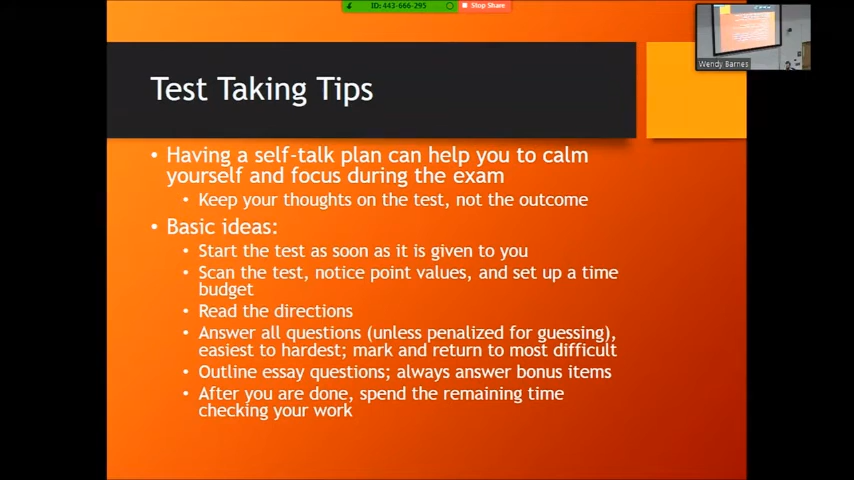 ID: 443-666-295
Stop Share
Wendy Barnes
Test Taking Tips
• Having a self-talk plan can help you to calm
yourself and focus during the exam
• Keep your thoughts on the test, not the outcome
• Basic ideas:
• Start the test as soon as it is given to you
• Scan the test, notice point values, and set up a time
budget
• Read the directions
• Answer all questions (unless penalized for guessing),
easiest to hardest; mark and return to most difficult
• Outline essay questions; always answer bonus items
• After you are done, spend the remaining time
checking your work